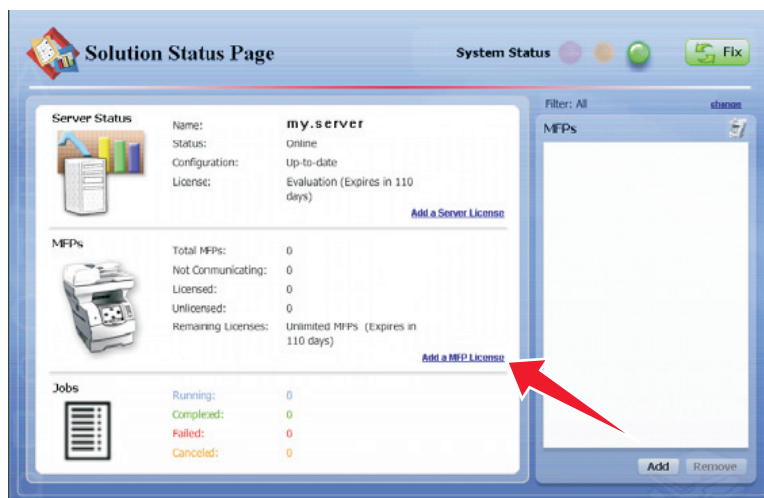 Solution Status Page
System Status
Fix
Server Status
Name: my.server
Status: Online
Configuration: Up-to-date
License: Evaluation (Expires in 110
days)
Add a Server License
MFPs
Total MFPs: 0
Not Communicating: 0
Licensed: 0
Unlicensed: 0
Remaining Licenses: Unlimited MFPs (Expires in
110 days)
Add a MFP License
Jobs
Running: 0
Completed: 0
Failed: 0
Canceled: 0
Filter: All
change
MFPs
Add
Remove